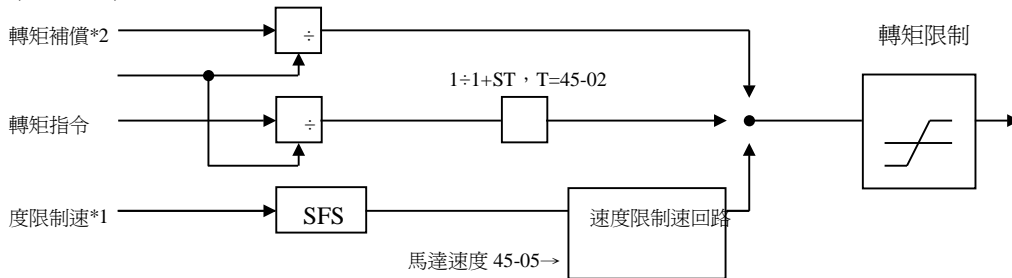 轉矩補償*2
÷
轉矩限制
1÷1+ST，T=45-02
轉矩指令
÷
度限制速*1
SFS
速度限制速回路
馬達速度 45-05→